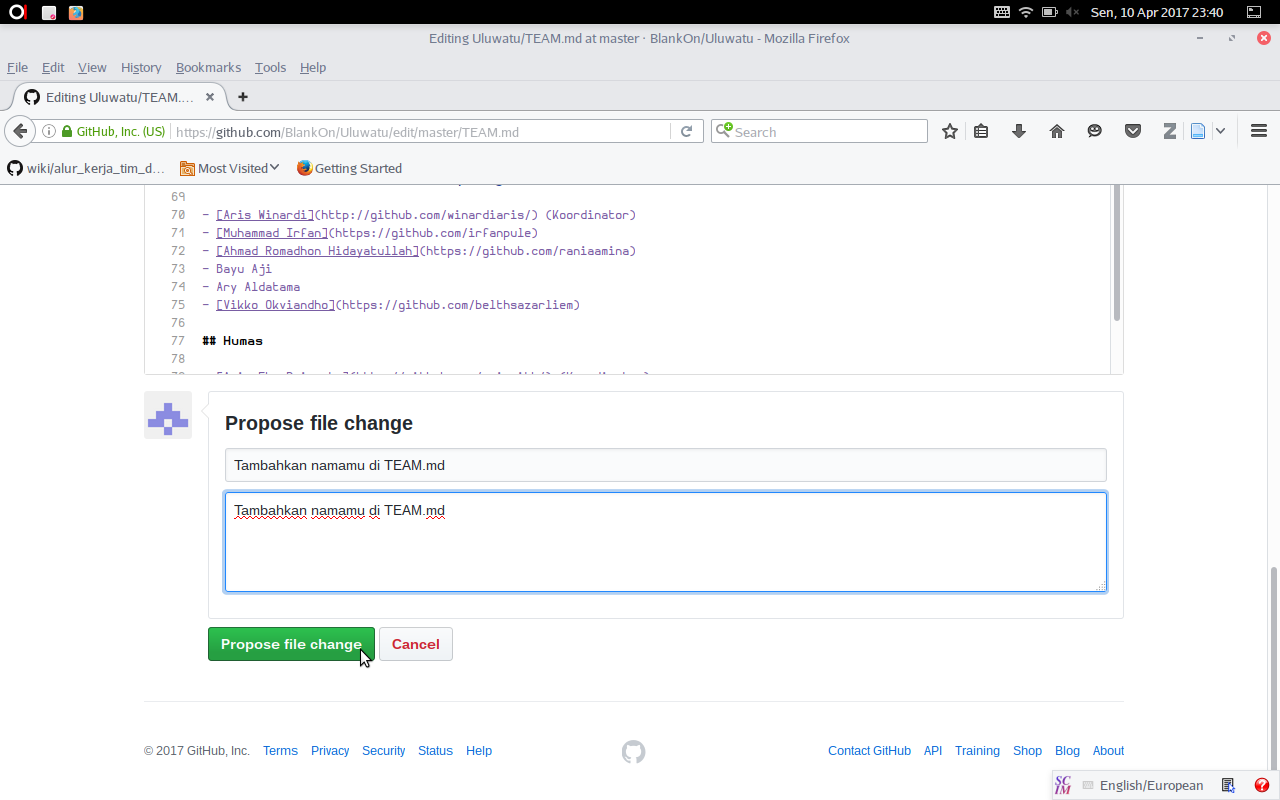 Sen, 10 Apr 2017 23:40
Editing Uluwatu/TEAM.md at master · BlankOn/Uluwatu - Mozilla Firefox
File Edit View History Bookmarks Tools Help
Editing Uluwatu/TEAM....
GitHub, Inc. (US) https://github.com/BlankOn/Uluwatu/edit/master/TEAM.md Search
wiki/alur_kerja_tim_d... Most Visited Getting Started
69
70 - [Aris Winardi](http://github.com/winardiaris/) (Koordinator)
71 - [Muhammad Irfan](https://github.com/irfanpule)
72 - [Ahmad Romadhon Hidayatullah](https://github.com/raniaamina)
73 - Bayu Aji
74 - Ary Aldatama
75 - [Vikko Okviandho](https://github.com/belthsazarliem)
76
77 ## Humas
78
Propose file change
Tambahkan namamu di TEAM.md
Tambahkan namamu di TEAM.md
Propose file change Cancel
© 2017 GitHub, Inc. Terms Privacy Security Status Help Contact GitHub API Training Shop Blog About
SCIM English/European